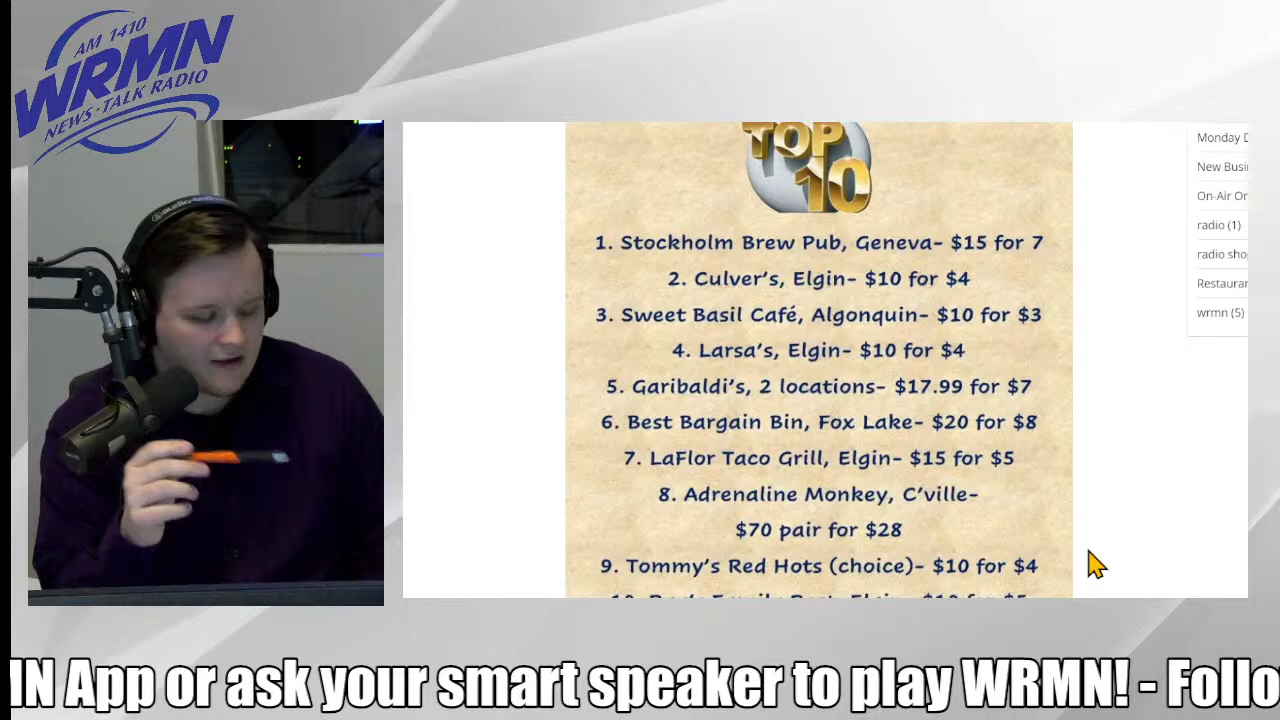 AM 1410
WRMN
NEWS·TALK RADIO
audio-tech
TOP
10
1. Stockholm Brew Pub, Geneva- $15 for 7
2. Culver's, Elgin- $10 for $4
3. Sweet Basil Café, Algonquin- $10 for $3
4. Larsa's, Elgin- $10 for $4
5. Garibaldi's, 2 locations- $17.99 for $7
6. Best Bargain Bin, Fox Lake- $20 for $8
7. LaFlor Taco Grill, Elgin- $15 for $5
8. Adrenaline Monkey, C'ville-
$70 pair for $28
9. Tommy's Red Hots (choice)- $10 for $4
Monday D
New Busi
On-Air Or
radio (1)
radio sho
Restaurar
wrmn (5)
IN App or ask your smart speaker to play WRMN! - Follo